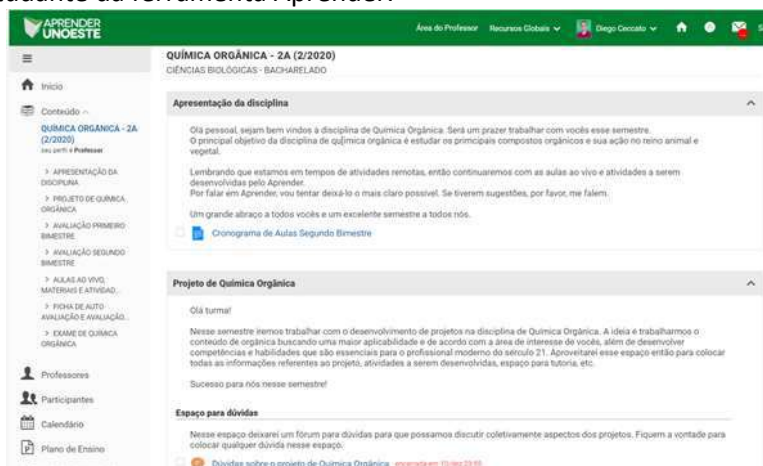 udante da ferramenta Aprender.
APRENDER
UNOESTE
Área do Professor Recursos Globais Diego Ceccato
QUÍMICA ORGÂNICA - 2A (2/2020)
CIÊNCIAS BIOLÓGICAS - BACHARELADO
Início
Conteúdo
QUÍMICA ORGÂNICA - 2A
(2/2020)
seu perfil é Professor
> APRESENTAÇÃO DA
DISCIPLINA
> PROJETO DE QUÍMICA
ORGÂNICA
> AVALIAÇÃO PRIMEIRO
BIMESTRE
> AVALIAÇÃO SEGUNDO
BIMESTRE
> AULAS AO VIVO,
MATERIAIS E ATIVIDAD...
> FICHA DE AUTO
AVALIAÇÃO E AVALIAÇÃO...
> EXAME DE QUÍMICA
ORGÂNICA
Professores
Participantes
Calendário
Plano de Ensino
Apresentação da disciplina
Olá pessoal, sejam bem vindos à disciplina de Química Orgânica. Será um prazer trabalhar com vocês esse semestre.
O principal objetivo da disciplina de qu[imica orgânica é estudar os primcipais compostos orgânicos e sua ação no reino animal e
vegetal.
Lembrando que estamos em tempos de atividades remotas, então continuaremos com as aulas ao vivo e atividades a serem
desenvolvidas pelo Aprender.
Por falar em Aprender, vou tentar deixá-lo o mais claro possível. Se tiverem sugestões, por favor, me falem.
Um grande abraço a todos vocês e um excelente semestre a todos nós.
Cronograma de Aulas Segundo Bimestre
Projeto de Química Orgânica
Olá turma!
Nesse semestre iremos trabalhar com o desenvolvimento de projetos na disciplina de Química Orgânica. A ideia é trabalharmos o
conteúdo de orgânica buscando uma maior aplicabilidade e de acordo com a área de interesse de vocês, além de desenvolver
competências e habilidades que são essenciais para o profissional moderno do século 21. Aproveitarei esse espaço então para colocar
todas as informações referentes ao projeto, atividades a serem desenvolvidas, espaço para tutoria, etc.
Sucesso para nós nesse semestre!
Espaço para dúvidas
Nesse espaço deixarei um fórum para dúvidas para que possamos discutir coletivamente aspectos dos projetos. Fiquem a vontade para
colocar qualquer dúvida nesse espaço.
Dúvidas sobre o projeto de Química Orgânica